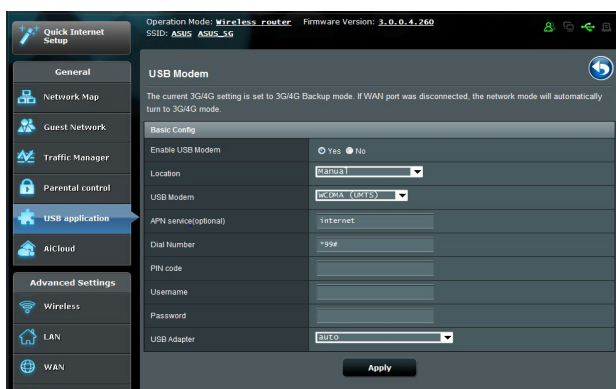 Quick Internet
Setup
Operation Mode: Wireless router Firmware Version: 3.0.0.4.260
SSID: ASUS ASUS_5G
General
Network Map
Guest Network
Traffic Manager
Parental control
USB application
AiCloud
Advanced Settings
Wireless
LAN
WAN
USB Modem
The current 3G/4G setting is set to 3G/4G Backup mode. If WAN port was disconnected, the network mode will automatically
turn to 3G/4G mode.
Basic Config
Enable USB Modem Yes No
Location Manual
USB Modem WCDMA (UMTS)
APN service(optional) internet
Dial Number *99#
PIN code
Username
Password
USB Adapter auto
Apply